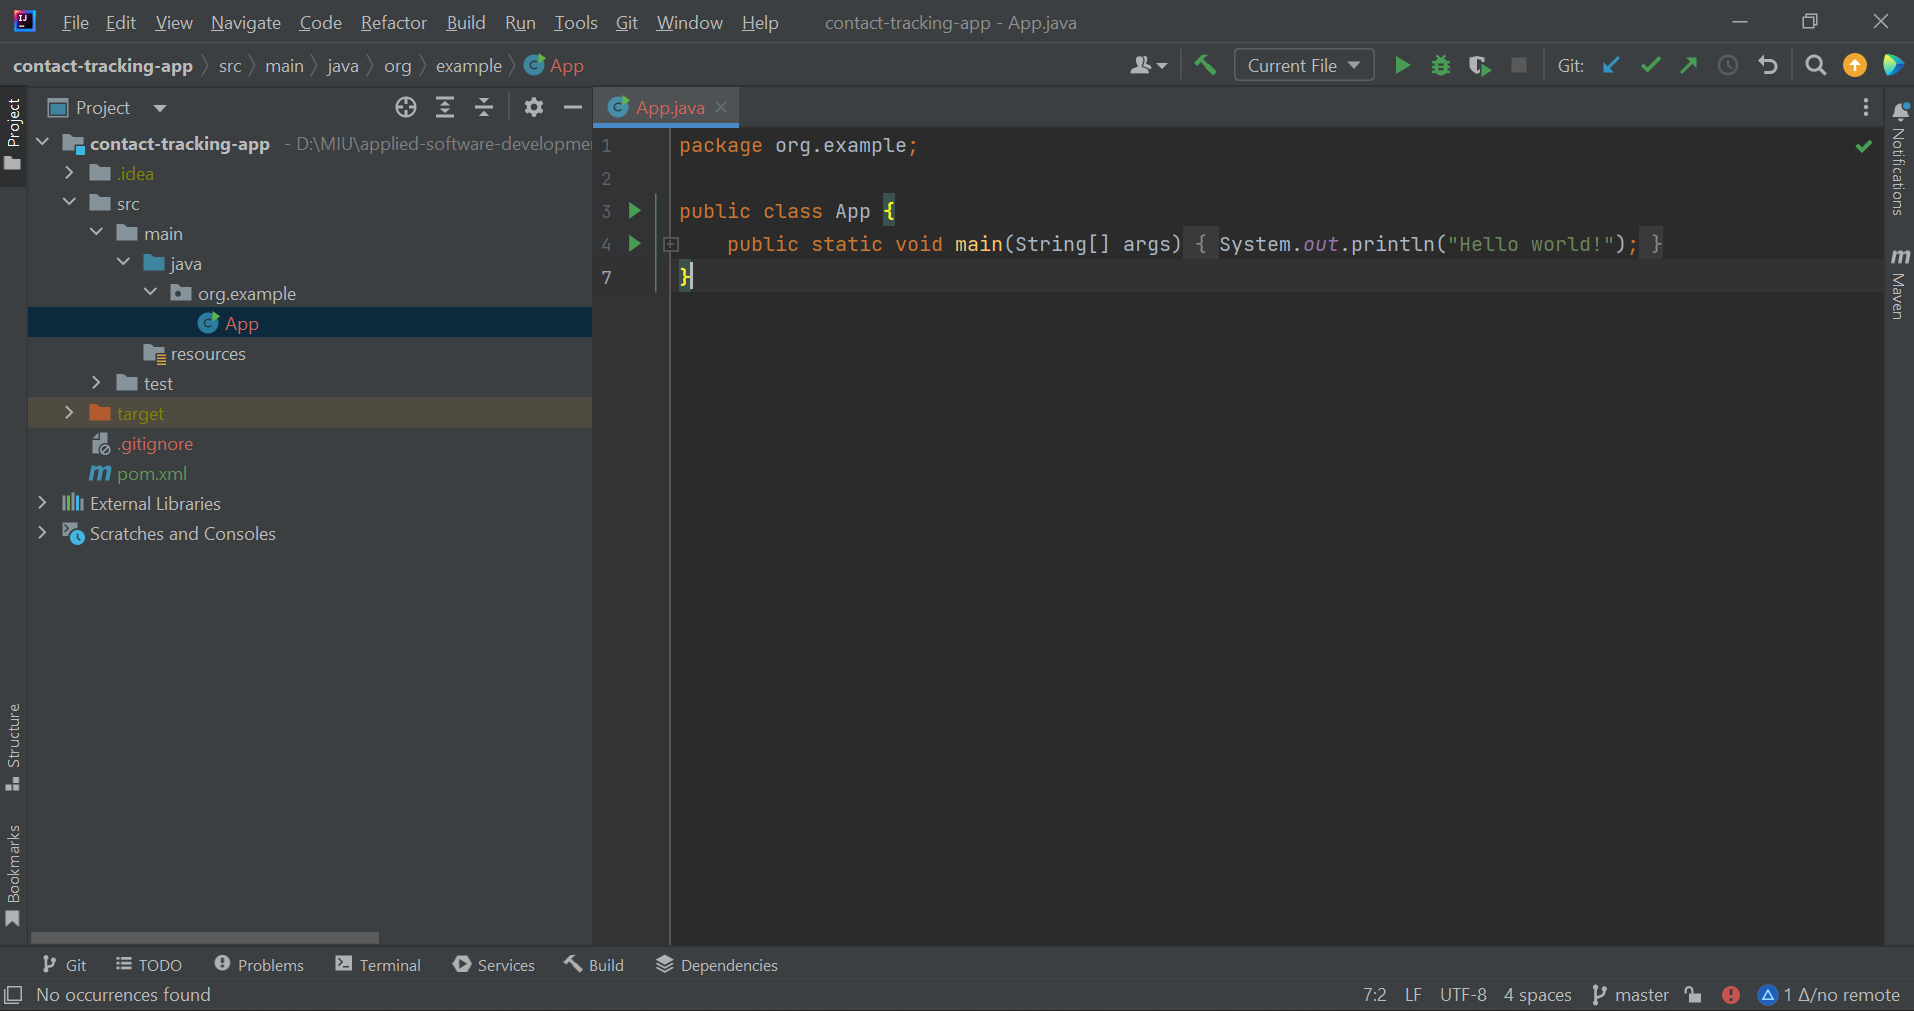 File Edit View Navigate Code Refactor Build Run Tools Git Window Help contact-tracking-app - App.java
contact-tracking-app src main java org example App Current File Git:
Project
Project
App.java
contact-tracking-app - D:\MIU\applied-software-developme
.idea
src
main
java
org.example
App
resources
test
target
.gitignore
pom.xml
External Libraries
Scratches and Consoles
1 package org.example;
2
3 public class App {
4 public static void main(String[] args) { System.out.println("Hello world!"); }
7 }
Notifications
Maven
Structure
Bookmarks
Git TODO Problems Terminal Services Build Dependencies
No occurrences found 7:2 LF UTF-8 4 spaces master 1 Δ/no remote